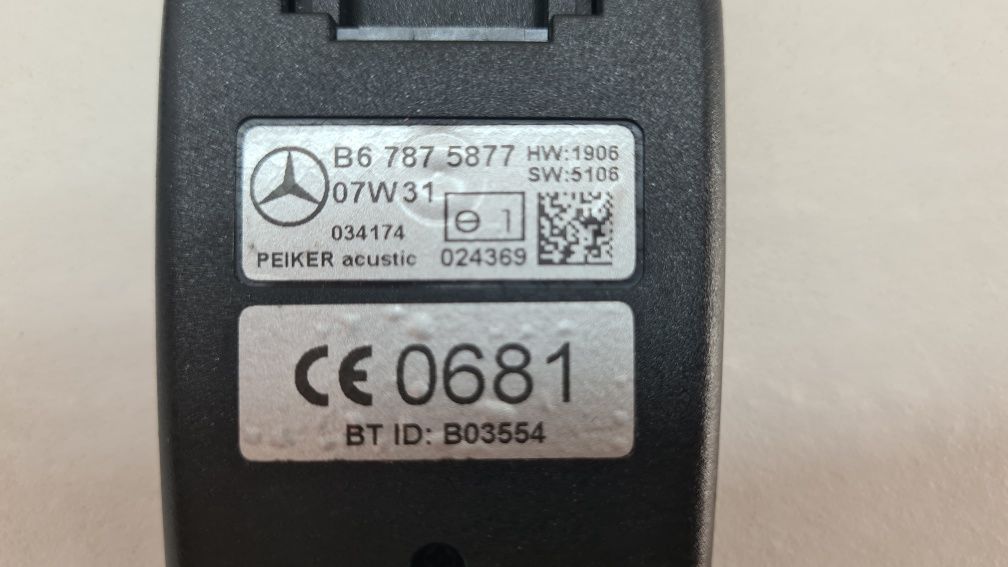 B6 787 5877 HW:1906
SW:5106
07W31
e 1
034174
024369
PEIKER acustic
CE 0681
BT ID: B03554